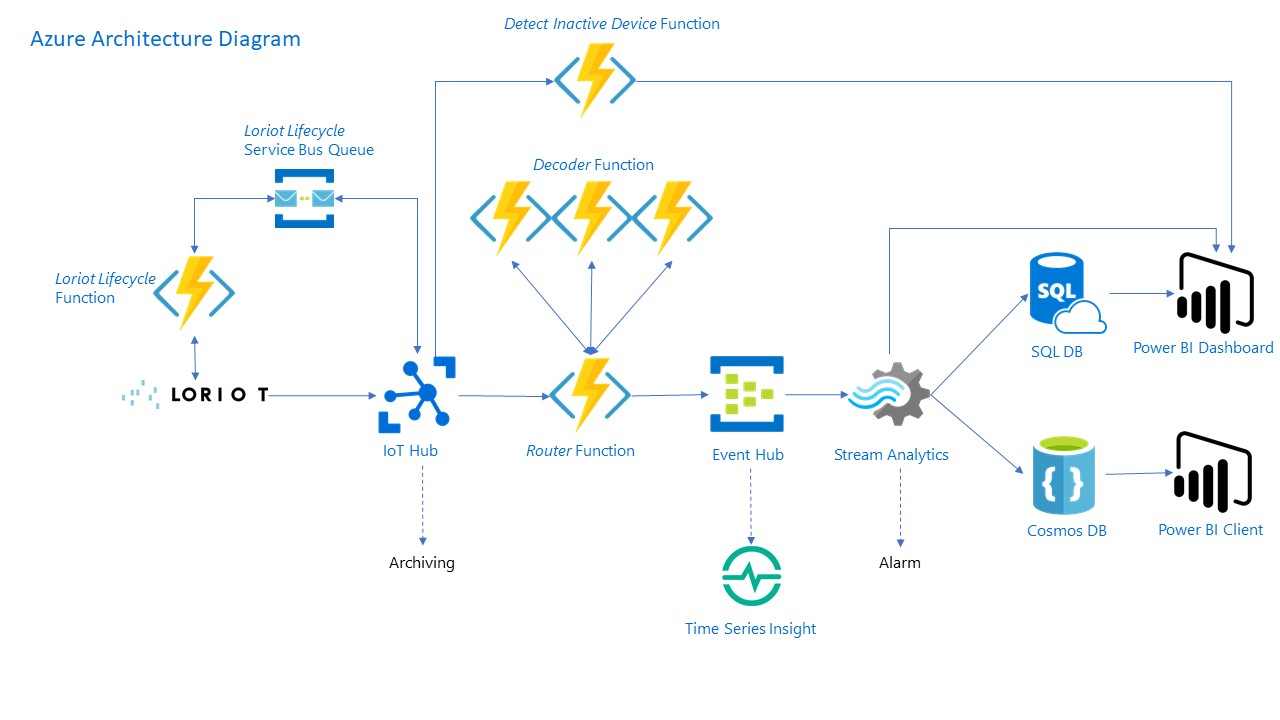 Detect Inactive Device Function
Azure Architecture Diagram
Loriot Lifecycle
Service Bus Queue
Decoder Function
Loriot Lifecycle
Function
SQL
SQL DB
Power BI Dashboard
LORIOT
IoT Hub
Router Function
Event Hub
Stream Analytics
{ }
Cosmos DB
Power BI Client
Archiving
Alarm
Time Series Insight